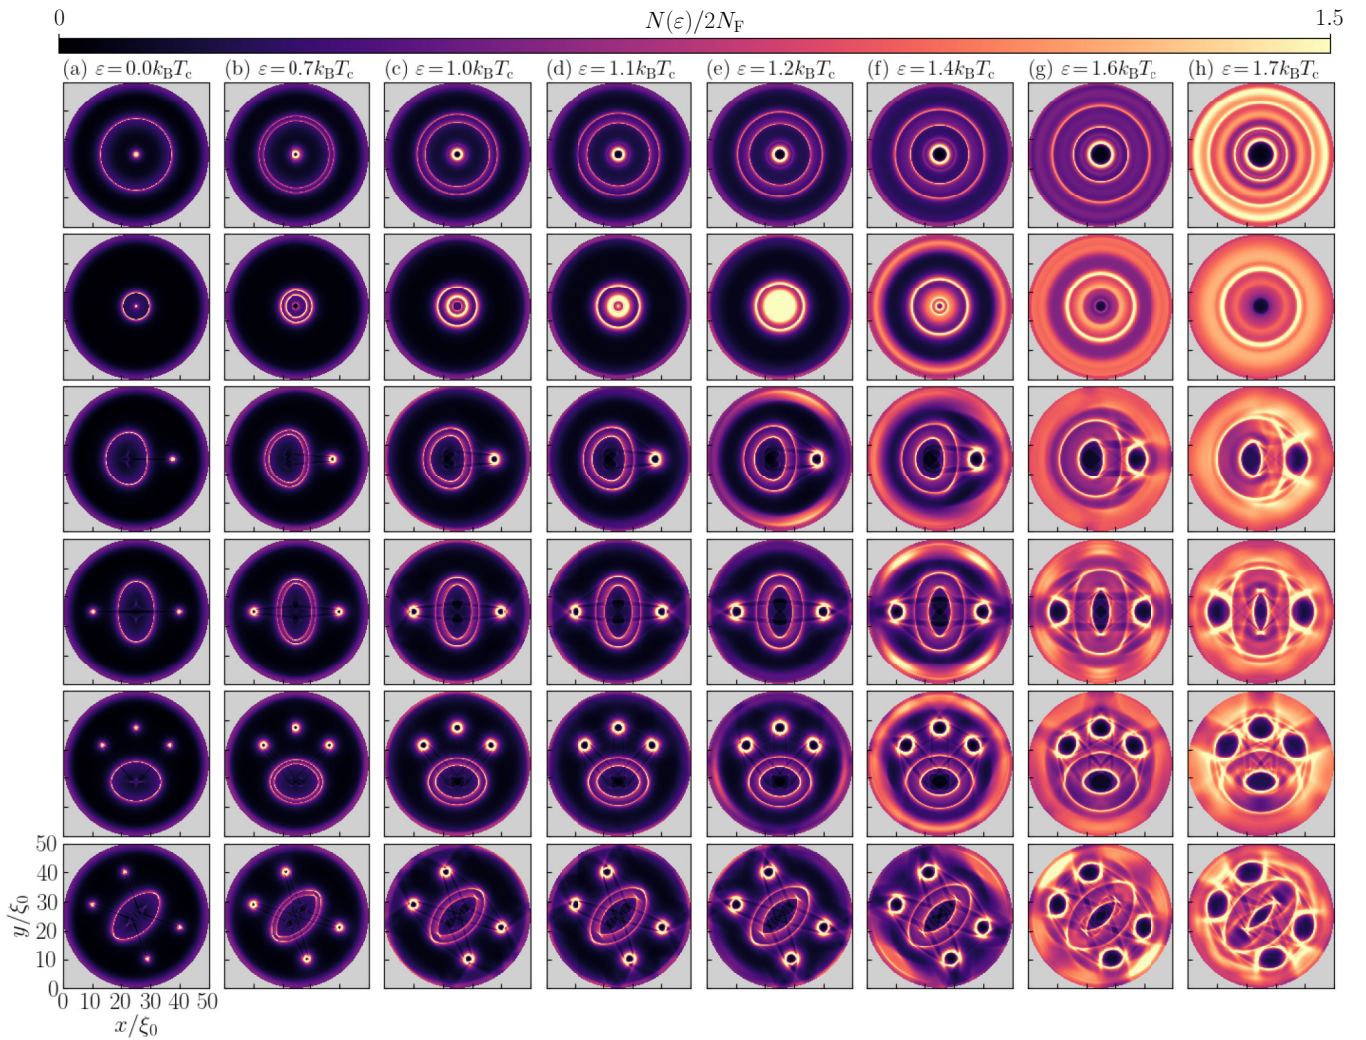 0 N(ε)/2N_F 1.5
(a) ε=0.0k_BT_c (b) ε=0.7k_BT_c (c) ε=1.0k_BT_c (d) ε=1.1k_BT_c (e) ε=1.2k_BT_c (f) ε=1.4k_BT_c (g) ε=1.6k_BT_c (h) ε=1.7k_BT_c
50
40
30
20
10
0
y/ξ_0
0 10 20 30 40 50
x/ξ_0